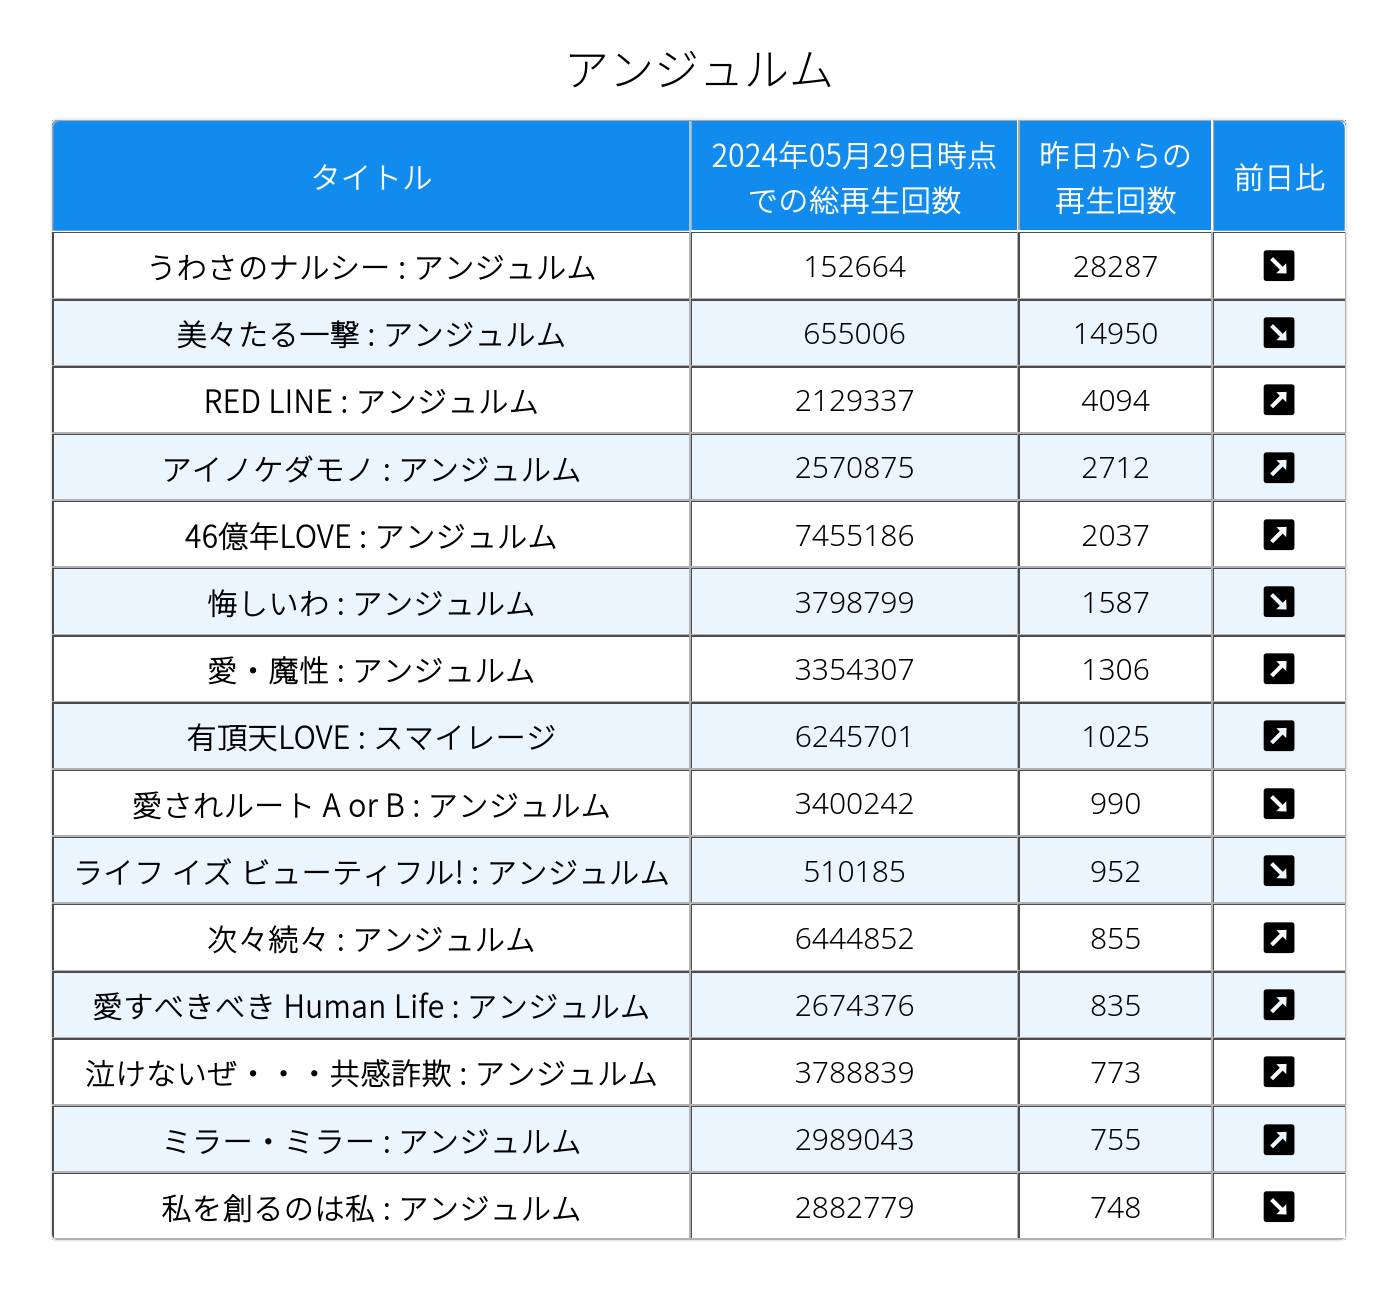 アンジュルム
タイトル 2024年05月29日時点での総再生回数 昨日からの再生回数 前日比
うわさのナルシー : アンジュルム 152664 28287 ↘
美々たる一撃 : アンジュルム 655006 14950 ↘
RED LINE : アンジュルム 2129337 4094 ↗
アイノケダモノ : アンジュルム 2570875 2712 ↗
46億年LOVE : アンジュルム 7455186 2037 ↗
悔しいわ : アンジュルム 3798799 1587 ↘
愛・魔性 : アンジュルム 3354307 1306 ↗
有頂天LOVE : スマイレージ 6245701 1025 ↗
愛されルート A or B : アンジュルム 3400242 990 ↘
ライフ イズ ビューティフル! : アンジュルム 510185 952 ↘
次々続々 : アンジュルム 6444852 855 ↗
愛すべきべき Human Life : アンジュルム 2674376 835 ↗
泣けないぜ・・・共感詐欺 : アンジュルム 3788839 773 ↗
ミラー・ミラー : アンジュルム 2989043 755 ↗
私を創るのは私 : アンジュルム 2882779 748 ↘